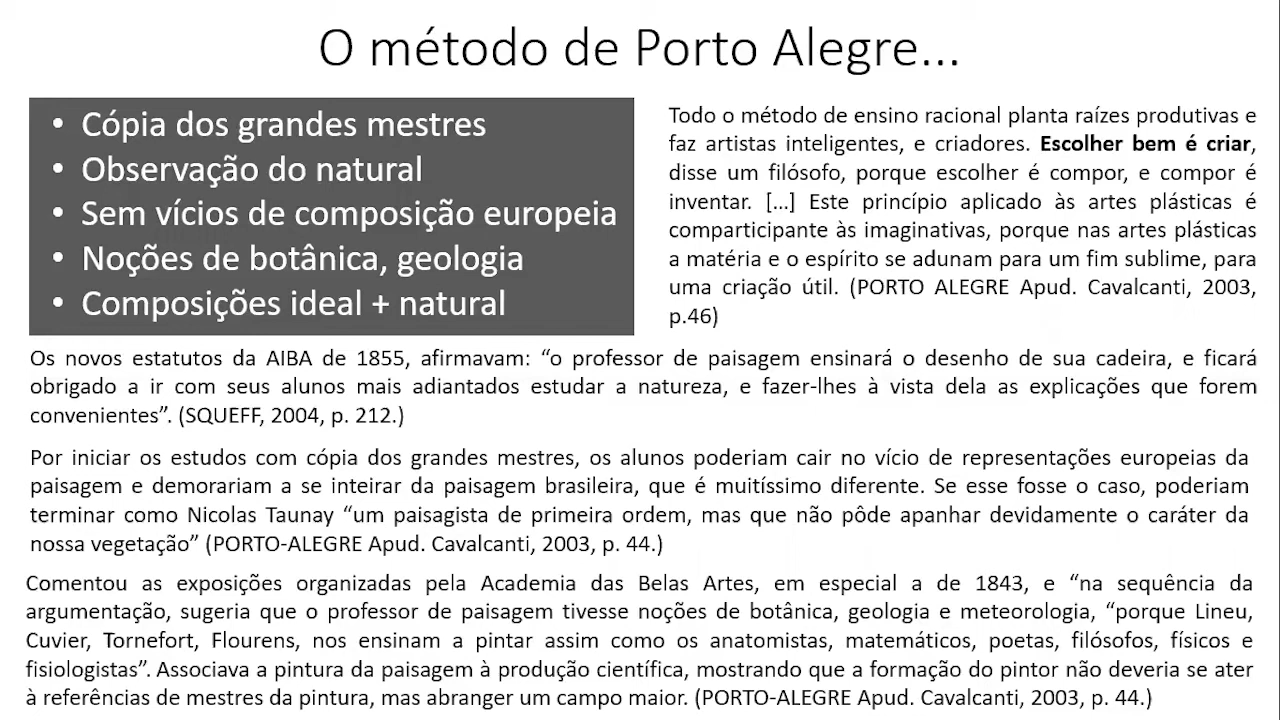 O método de Porto Alegre...
• Cópia dos grandes mestres
• Observação do natural
• Sem vícios de composição europeia
• Noções de botânica, geologia
• Composições ideal + natural
Todo o método de ensino racional planta raízes produtivas e
faz artistas inteligentes, e criadores. Escolher bem é criar,
disse um filósofo, porque escolher é compor, e compor é
inventar. [...] Este princípio aplicado às artes plásticas é
comparticipante às imaginativas, porque nas artes plásticas
a matéria e o espírito se adunam para um fim sublime, para
uma criação útil. (PORTO ALEGRE Apud. Cavalcanti, 2003,
p.46)
Os novos estatutos da AIBA de 1855, afirmavam: “o professor de paisagem ensinará o desenho de sua cadeira, e ficará
obrigado a ir com seus alunos mais adiantados estudar a natureza, e fazer-lhes à vista dela as explicações que forem
convenientes”. (SQUEFF, 2004, p. 212.)
Por iniciar os estudos com cópia dos grandes mestres, os alunos poderiam cair no vício de representações europeias da
paisagem e demorariam a se inteirar da paisagem brasileira, que é muitíssimo diferente. Se esse fosse o caso, poderiam
terminar como Nicolas Taunay “um paisagista de primeira ordem, mas que não pôde apanhar devidamente o caráter da
nossa vegetação” (PORTO-ALEGRE Apud. Cavalcanti, 2003, p. 44.)
Comentou as exposições organizadas pela Academia das Belas Artes, em especial a de 1843, e “na sequência da
argumentação, sugeria que o professor de paisagem tivesse noções de botânica, geologia e meteorologia, “porque Lineu,
Cuvier, Tornefort, Flourens, nos ensinam a pintar assim como os anatomistas, matemáticos, poetas, filósofos, físicos e
fisiologistas”. Associava a pintura da paisagem à produção científica, mostrando que a formação do pintor não deveria se ater
à referências de mestres da pintura, mas abranger um campo maior. (PORTO-ALEGRE Apud. Cavalcanti, 2003, p. 44.)